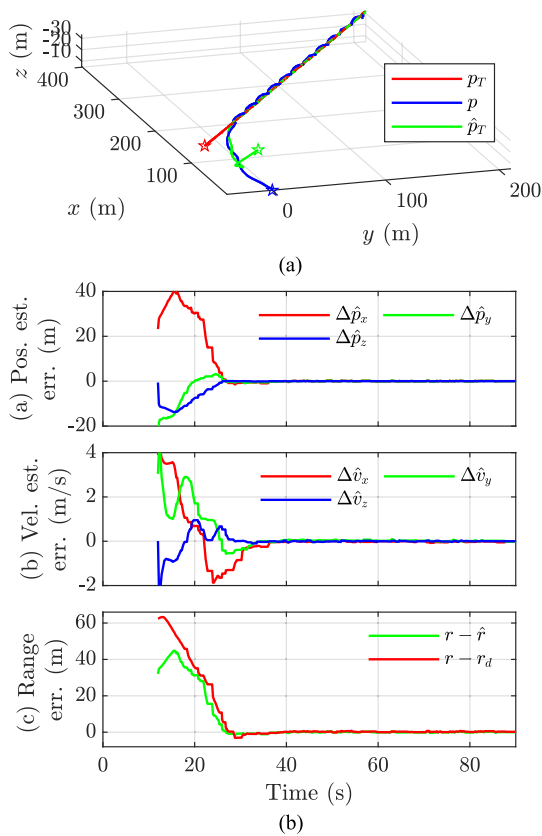 -30
-20
-10
z (m)
400
300
200
100
x (m)
0
100
200
y (m)
p_T
p
p̂_T
(a)
40
20
0
-20
(a) Pos. est.
err. (m)
Δp̂_x
Δp̂_y
Δp̂_z
4
2
0
-2
(b) Vel. est.
err. (m/s)
Δv̂_x
Δv̂_y
Δv̂_z
60
40
20
0
(c) Range
err. (m)
r − r̂
r − r_d
0
20
40
60
80
Time (s)
(b)